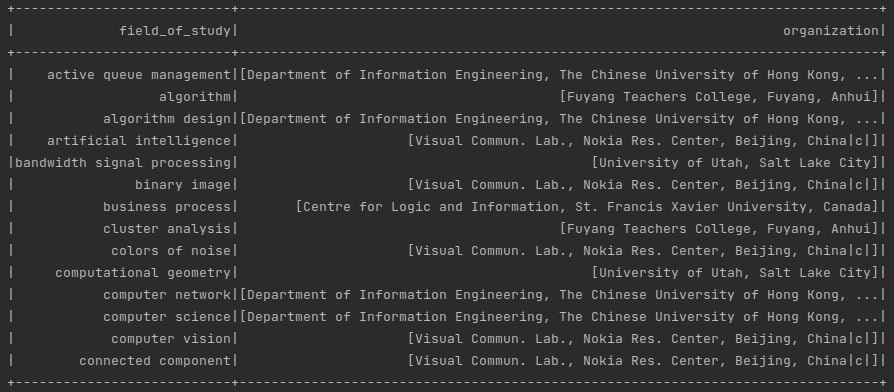 +---------------------------+--------------------------------------------------------------------------------+
|             field_of_study|                                                                    organization|
+---------------------------+--------------------------------------------------------------------------------+
|    active queue management|[Department of Information Engineering, The Chinese University of Hong Kong, ...|
|                  algorithm|                                        [Fuyang Teachers College, Fuyang, Anhui]|
|           algorithm design|[Department of Information Engineering, The Chinese University of Hong Kong, ...|
|    artificial intelligence|                     [Visual Commun. Lab., Nokia Res. Center, Beijing, China|c|]|
|bandwidth signal processing|                                            [University of Utah, Salt Lake City]|
|               binary image|                     [Visual Commun. Lab., Nokia Res. Center, Beijing, China|c|]|
|           business process|       [Centre for Logic and Information, St. Francis Xavier University, Canada]|
|           cluster analysis|                                        [Fuyang Teachers College, Fuyang, Anhui]|
|            colors of noise|                     [Visual Commun. Lab., Nokia Res. Center, Beijing, China|c|]|
|     computational geometry|                                            [University of Utah, Salt Lake City]|
|           computer network|[Department of Information Engineering, The Chinese University of Hong Kong, ...|
|           computer science|[Department of Information Engineering, The Chinese University of Hong Kong, ...|
|            computer vision|                     [Visual Commun. Lab., Nokia Res. Center, Beijing, China|c|]|
|        connected component|                     [Visual Commun. Lab., Nokia Res. Center, Beijing, China|c|]|
+---------------------------+--------------------------------------------------------------------------------+